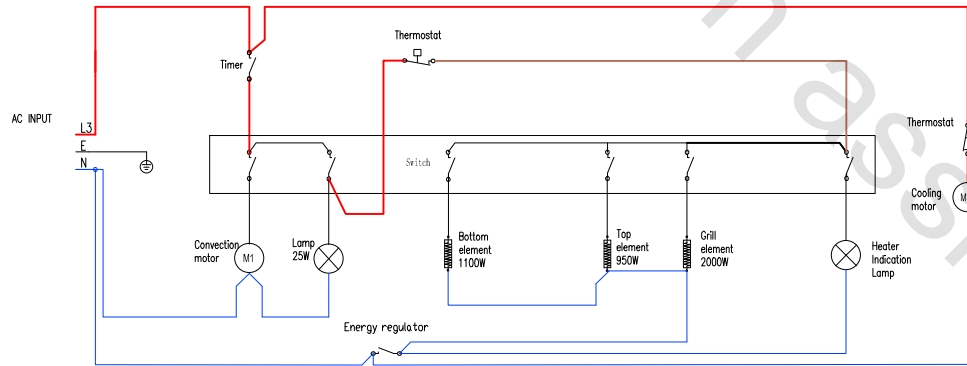 Thermostat
Timer
AC INPUT
L3
E
N
Thermostat
Switch
Cooling
motor
M
Convection
motor
M1
Lamp
25W
Bottom
element
1100W
Top
element
950W
Grill
element
2000W
Heater
Indication
Lamp
Energy regulator